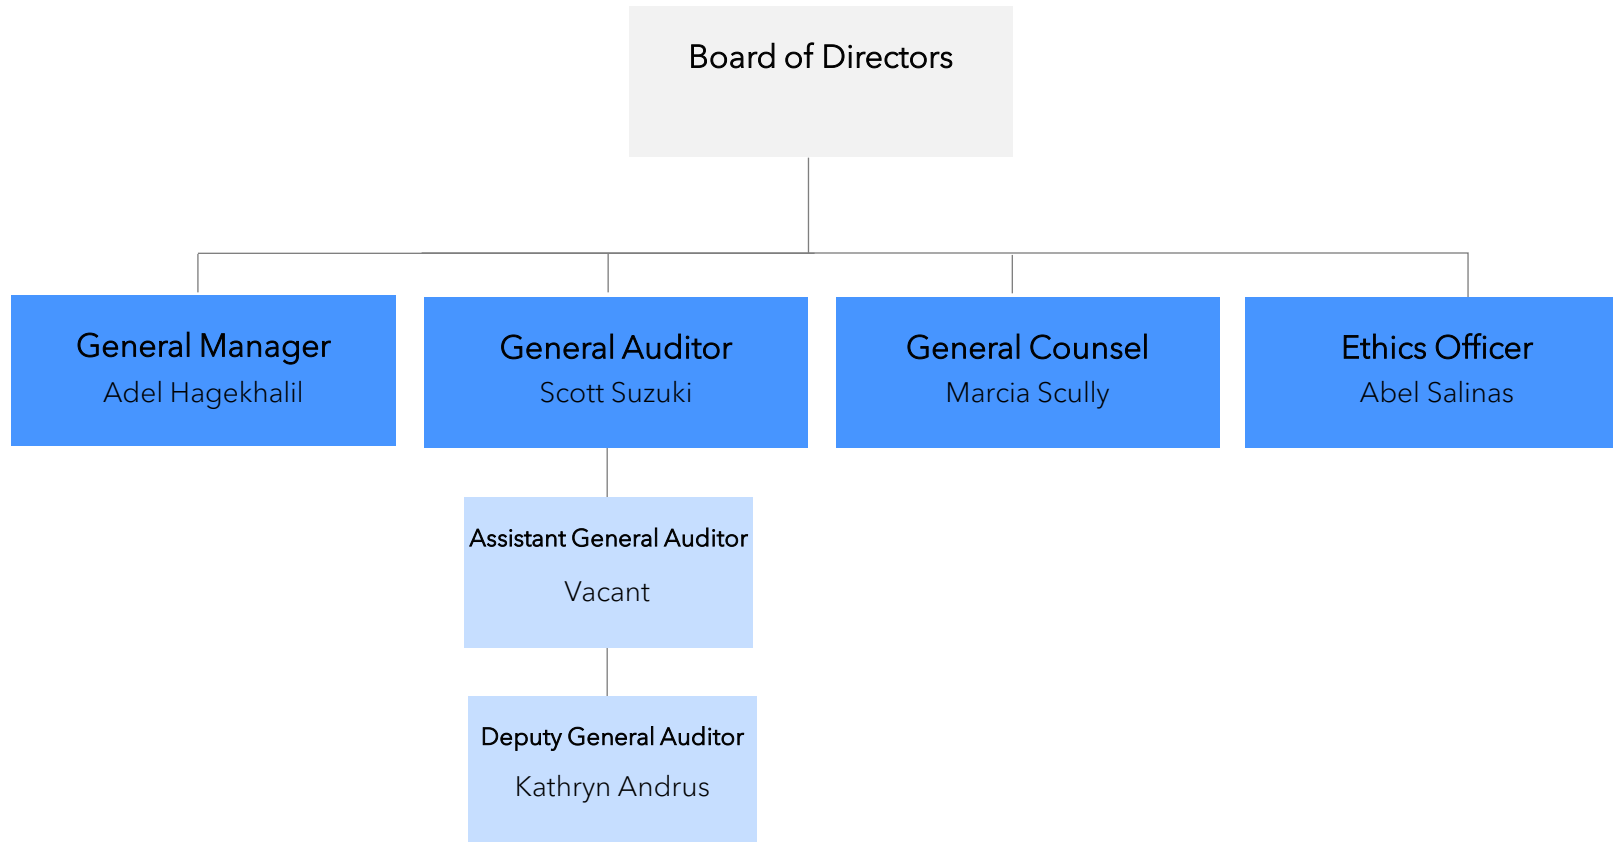 Board of Directors
General Manager
Adel Hagekhalil
General Auditor
Scott Suzuki
General Counsel
Marcia Scully
Ethics Officer
Abel Salinas
Assistant General Auditor
Vacant
Deputy General Auditor
Kathryn Andrus